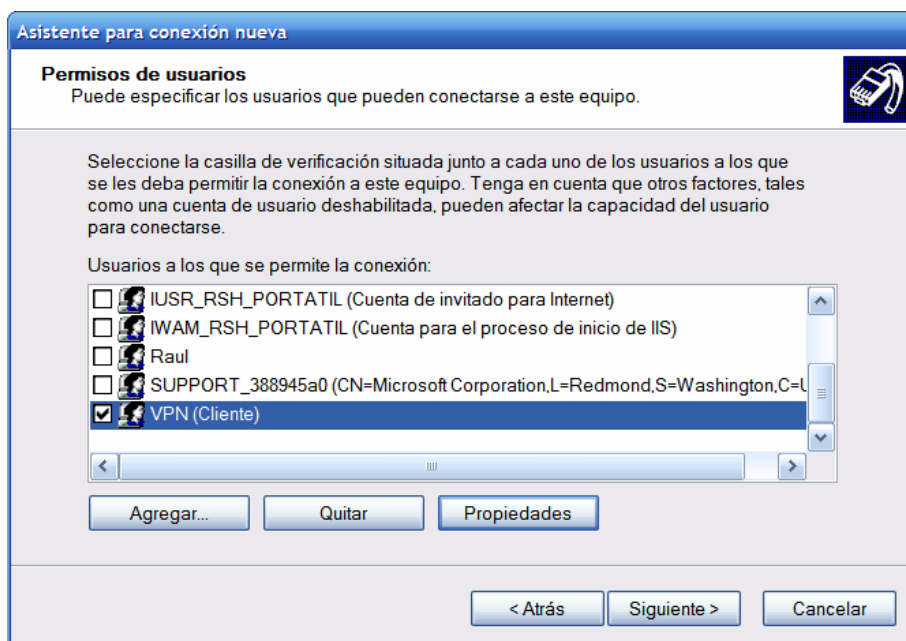 Asistente para conexión nueva
Permisos de usuarios
Puede especificar los usuarios que pueden conectarse a este equipo.
Seleccione la casilla de verificación situada junto a cada uno de los usuarios a los que
se les deba permitir la conexión a este equipo. Tenga en cuenta que otros factores, tales
como una cuenta de usuario deshabilitada, pueden afectar la capacidad del usuario
para conectarse.
Usuarios a los que se permite la conexión:
IUSR_RSH_PORTATIL (Cuenta de invitado para Internet)
IWAM_RSH_PORTATIL (Cuenta para el proceso de inicio de IIS)
Raul
SUPPORT_388945a0 (CN=Microsoft Corporation,L=Redmond,S=Washington,C=U
VPN (Cliente)
Agregar... Quitar Propiedades
< Atrás Siguiente > Cancelar